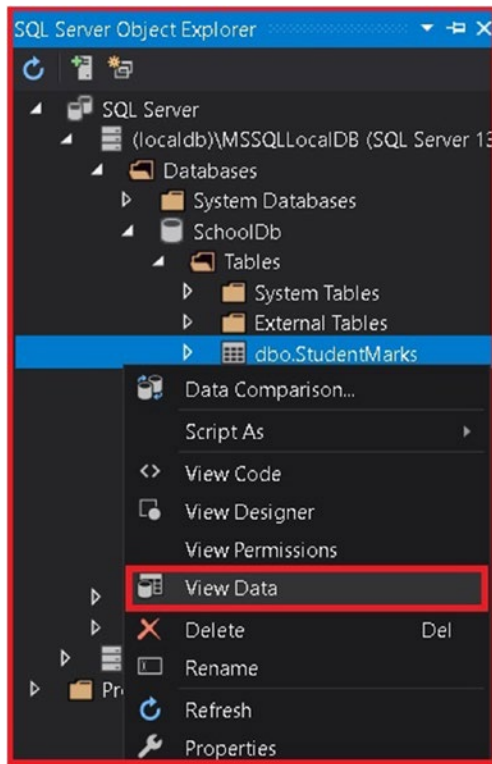 SQL Server Object Explorer
SQL Server
(localdb)\MSSQLLocalDB (SQL Server 13
Databases
System Databases
SchoolDb
Tables
System Tables
External Tables
dbo.StudentMarks
Data Comparison...
Script As
View Code
View Designer
View Permissions
View Data
Delete Del
Rename
Refresh
Properties